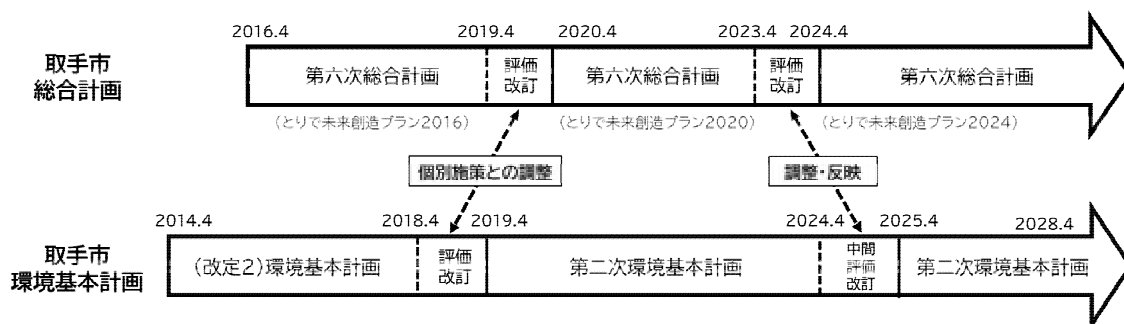 2016.4
2019.4
2020.4
2023.4
2024.4
取手市
総合計画
第六次総合計画
評価
改訂
第六次総合計画
評価
改訂
第六次総合計画
（とりで未来創造プラン2016）
（とりで未来創造プラン2020）
（とりで未来創造プラン2024）
個別施策との調整
調整・反映
2014.4
2018.4
2019.4
2024.4
2025.4
2028.4
取手市
環境基本計画
（改定2）環境基本計画
評価
改訂
第二次環境基本計画
中間
評価
改訂
第二次環境基本計画